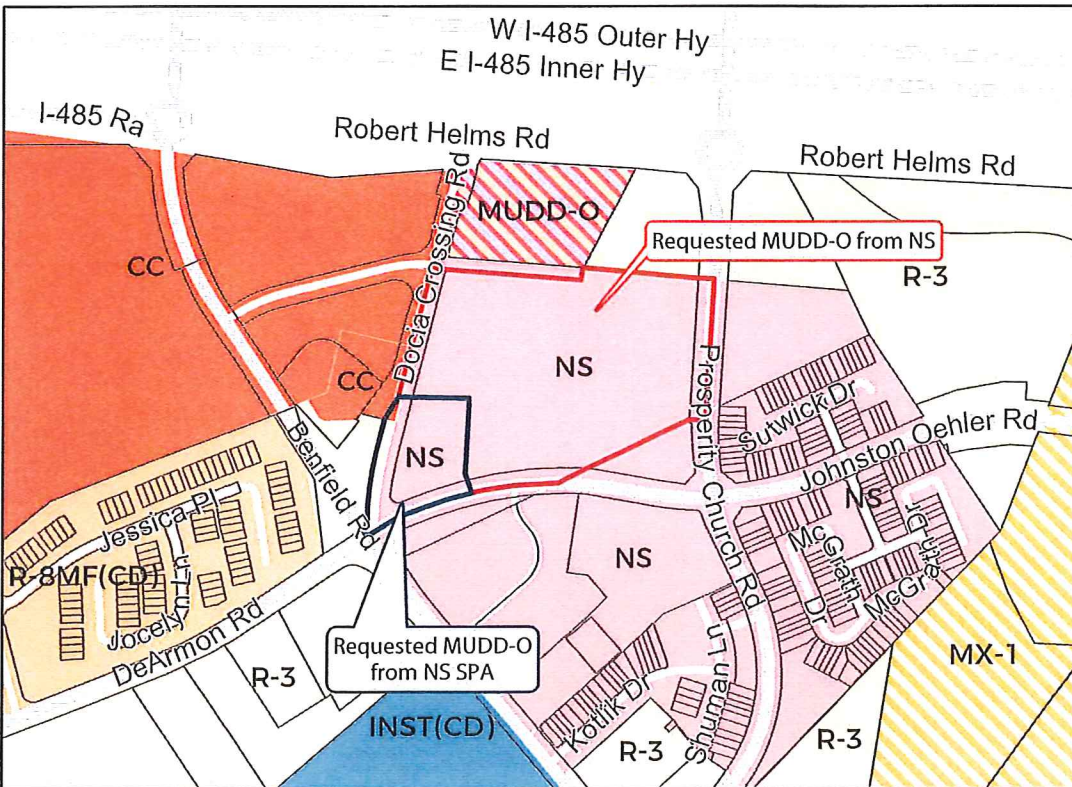 W I-485 Outer Hy
E I-485 Inner Hy
I-485 Ra
Robert Helms Rd
Robert Helms Rd
MUDD-O
Requested MUDD-O from NS
R-3
CC
Docia Crossing Rd
NS
CC
Prosperity Church Rd
Sutwick Dr
Johnston Oehler Rd
NS
Benfield Rd
NS
Jessica Pl
R-8MF(CD)
Jocelyn Ln
DeArmon Rd
NS
McGrath Dr
McGrath Dr
Requested MUDD-O
from NS SPA
R-3
MX-1
INST(CD)
Kotlik Dr
Shuman Ln
R-3
R-3